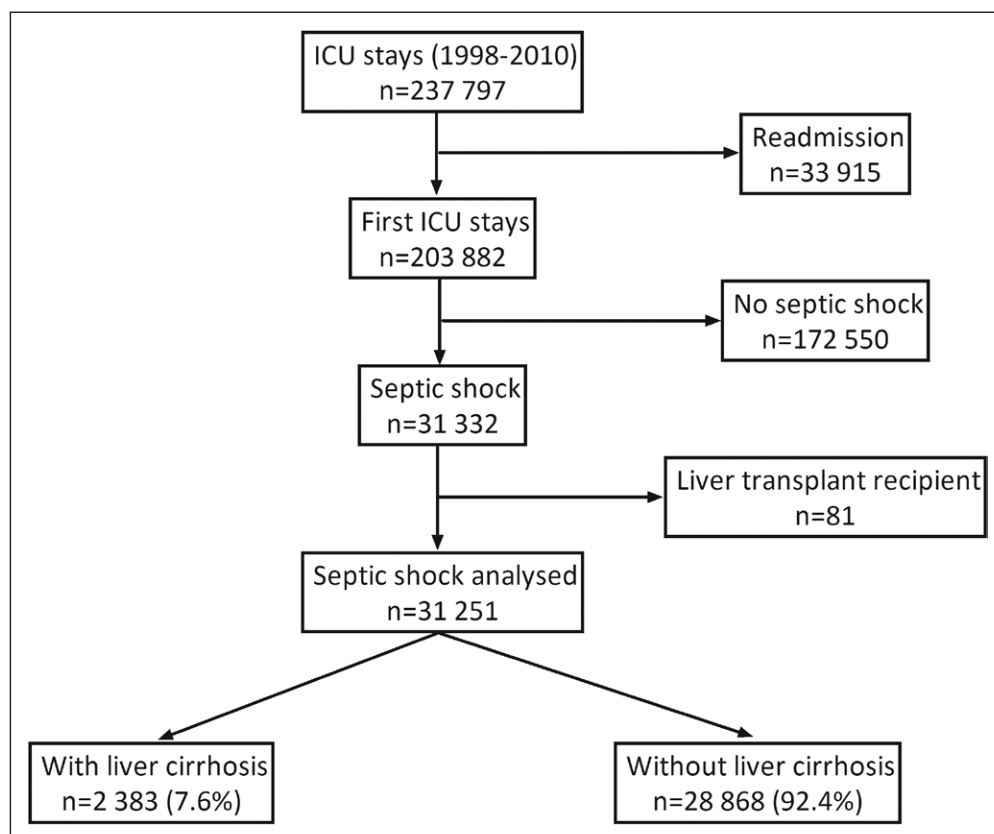 ICU stays (1998-2010)
n=237 797
Readmission
n=33 915
First ICU stays
n=203 882
No septic shock
n=172 550
Septic shock
n=31 332
Liver transplant recipient
n=81
Septic shock analysed
n=31 251
With liver cirrhosis
n=2 383 (7.6%)
Without liver cirrhosis
n=28 868 (92.4%)